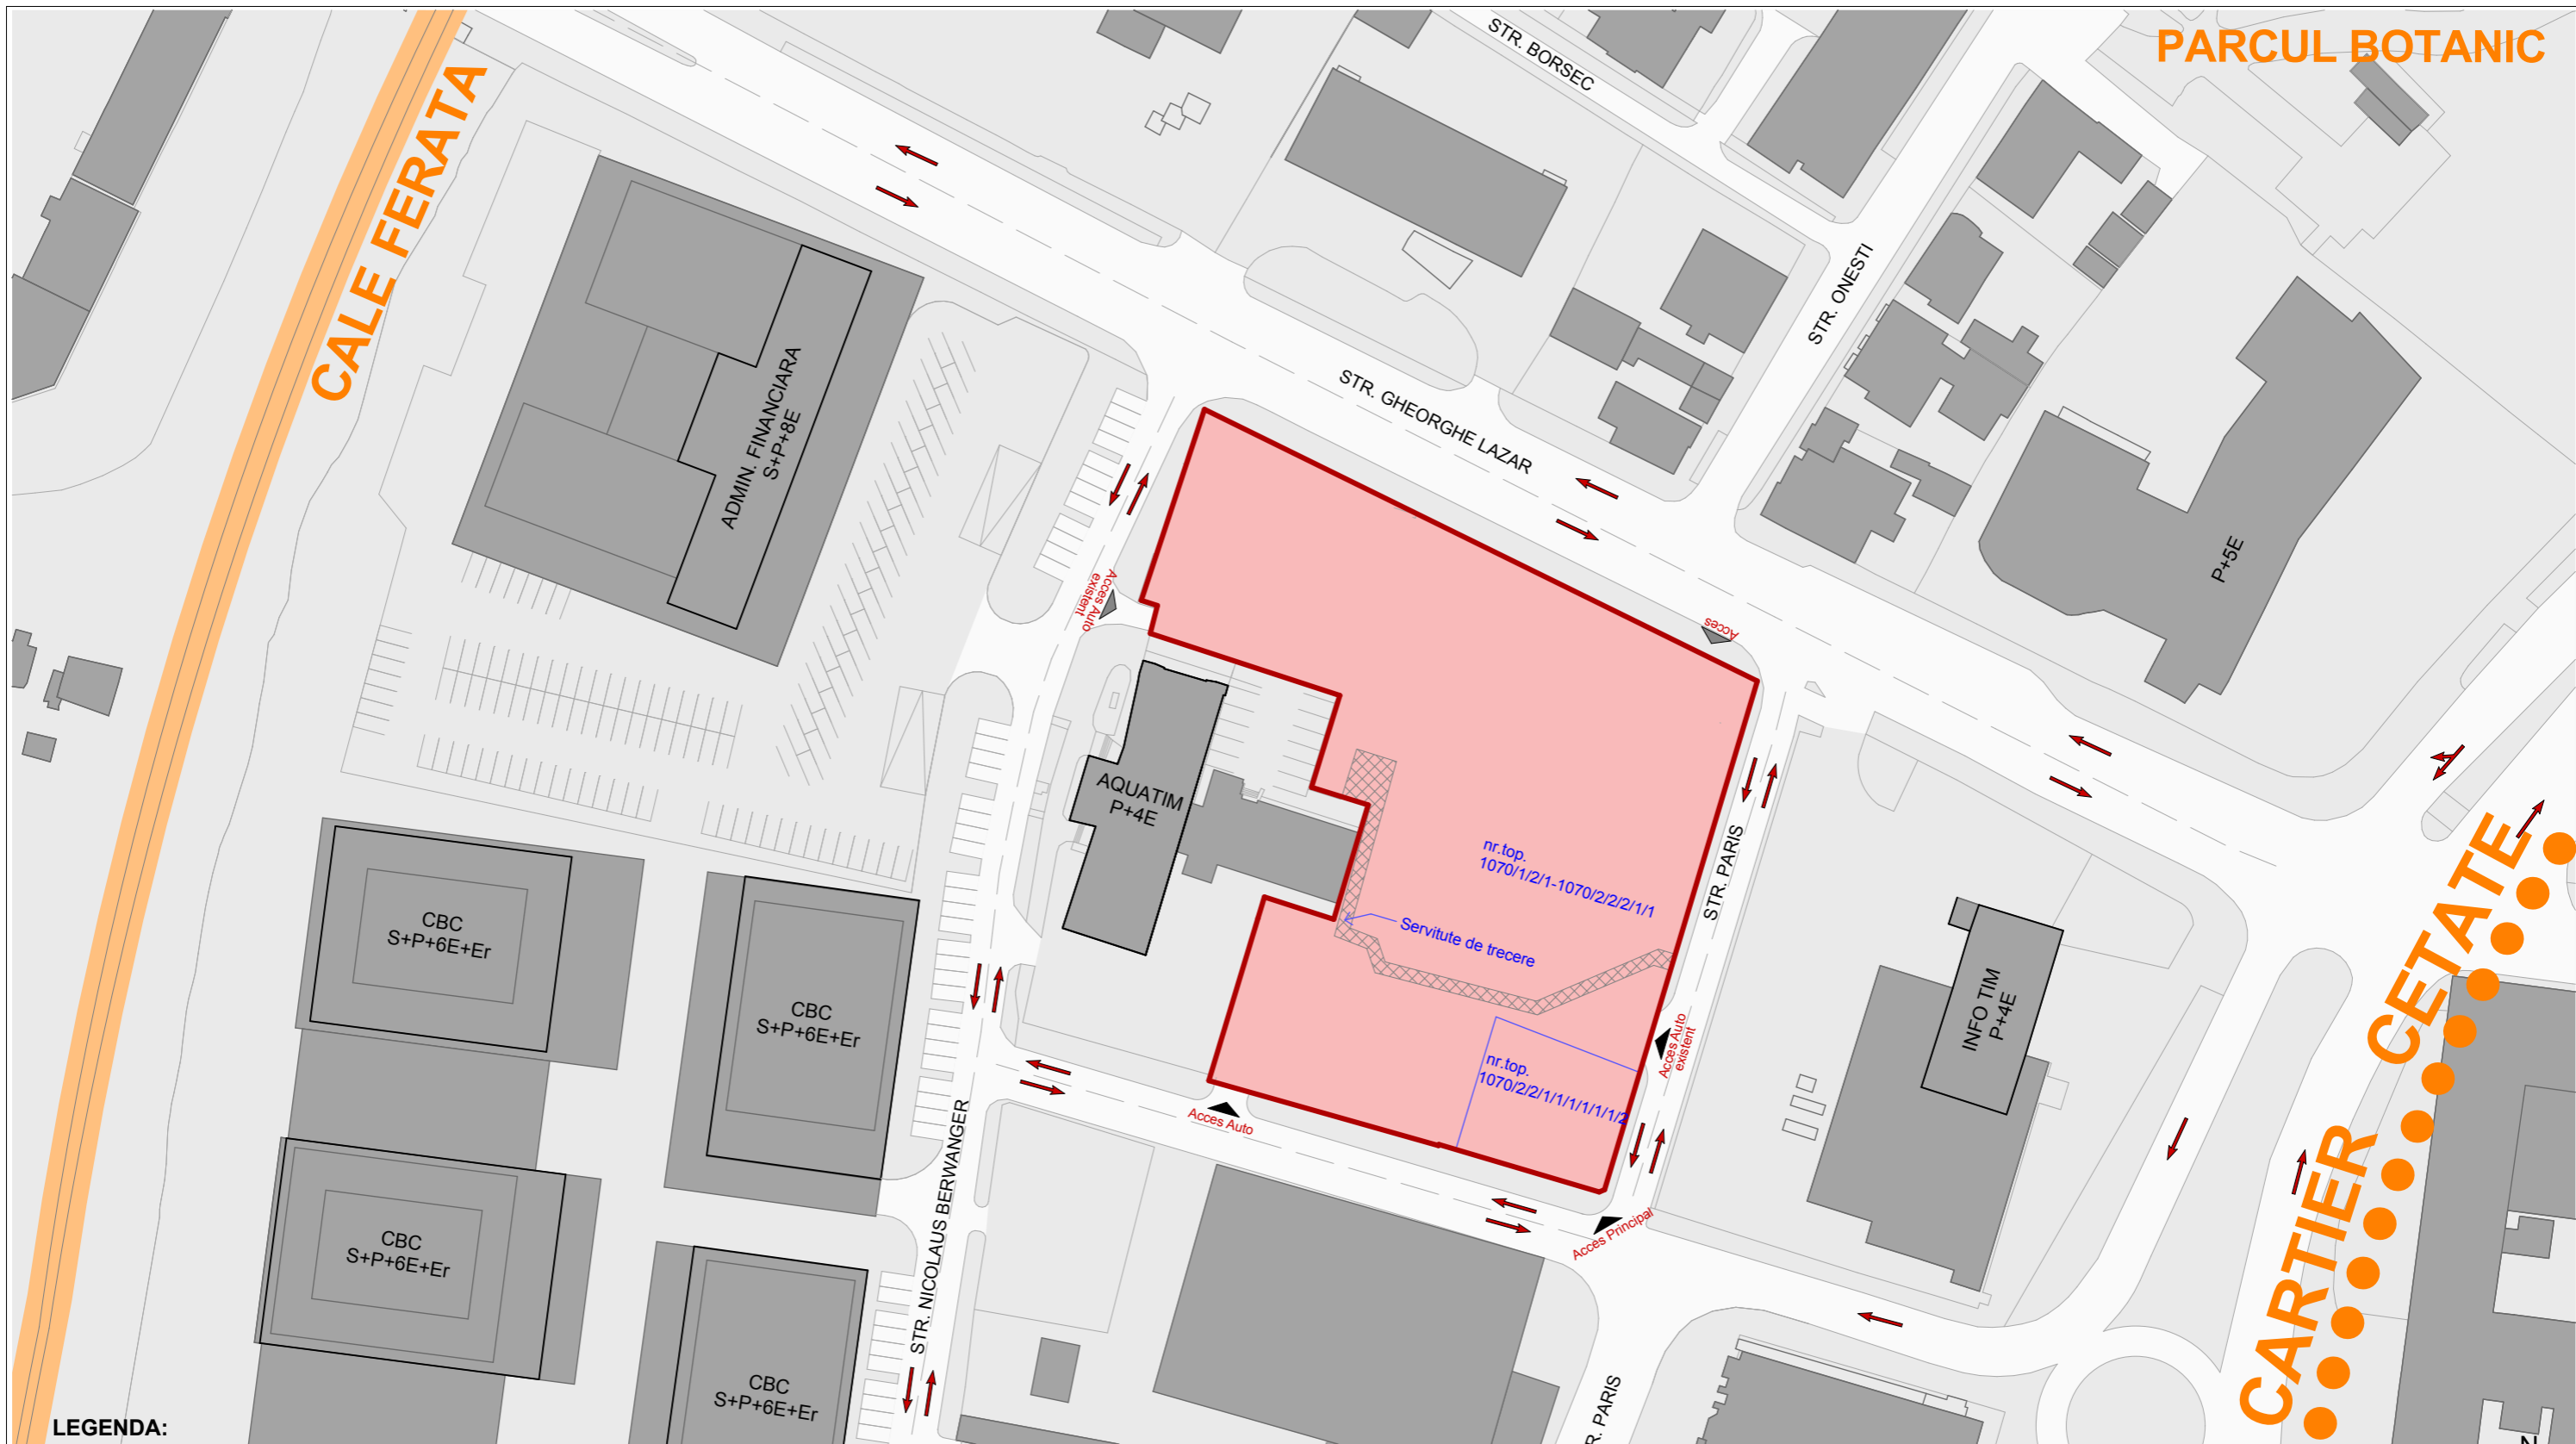 PARCUL BOTANIC
STR. BORSEC
CALE FERATA
STR. ONESTI
STR. GHEORGHE LAZAR
ADMIN. FINANCIARA
S+P+8E
P+5E
Acces Auto
existent
Acces
AQUATIM
P+4E
STR. PARIS
nr.top.
1070/1/2/1-1070/2/2/2/1/1
Servitute de trecere
CBC
S+P+6E+Er
CBC
S+P+6E+Er
INFO TIM
P+4E
CARTIER CETATE
Acces Auto
existent
nr.top.
1070/2/2/1/1/1/1/1/1/2
Acces Auto
STR. NICOLAUS BERWANGER
Acces Principal
CBC
S+P+6E+Er
CBC
S+P+6E+Er
R. PARIS
LEGENDA:
N